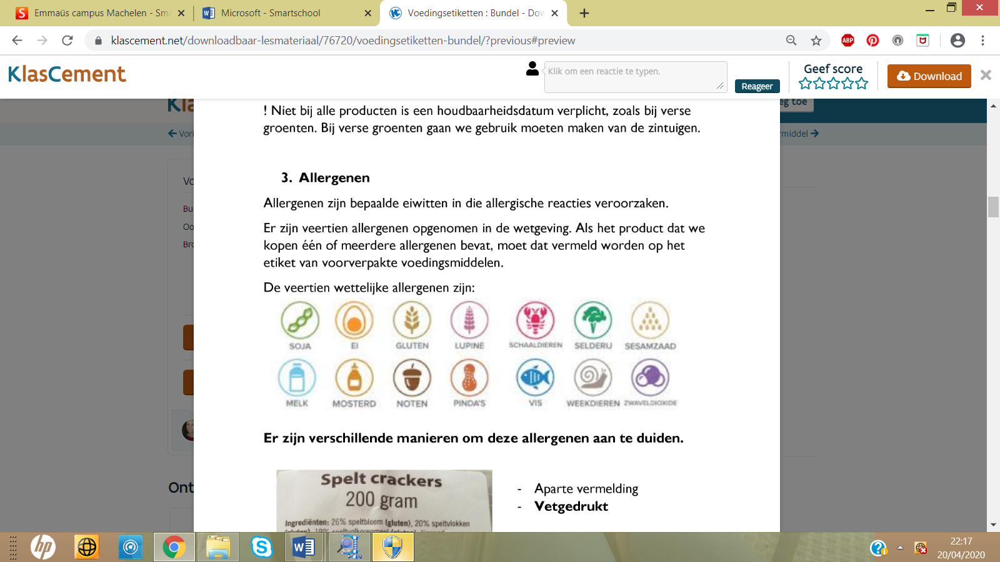 Emmaüs campus Machelen - Sma
Microsoft - Smartschool
Voedingsetiketten : Bundel - Dow
klascement.net/downloadbaar-lesmateriaal/76720/voedingsetiketten-bundel/?previous#preview
ABP
KlasCement
Klik om een reactie te typen.
Reageer
Geef score
Download
eg toe
Vori
rmiddel
! Niet bij alle producten is een houdbaarheidsdatum verplicht, zoals bij verse
groenten. Bij verse groenten gaan we gebruik moeten maken van de zintuigen.
Vo
Bu
Oo
Bro
3. Allergenen
Allergenen zijn bepaalde eiwitten in die allergische reacties veroorzaken.
Er zijn veertien allergenen opgenomen in de wetgeving. Als het product dat we
kopen één of meerdere allergenen bevat, moet dat vermeld worden op het
etiket van voorverpakte voedingsmiddelen.
De veertien wettelijke allergenen zijn:
SOJA EI GLUTEN LUPINE SCHAALDIEREN SELDERIJ SESAMZAAD
MELK MOSTERD NOTEN PINDA'S VIS WEEKDIEREN ZWAVELDIOXIDE
Er zijn verschillende manieren om deze allergenen aan te duiden.
Ont
Spelt crackers
200 gram
Ingrediënten: 26% speltbloem (gluten), 20% speltvlokken
- Aparte vermelding
- Vetgedrukt
hp
22:17
20/04/2020